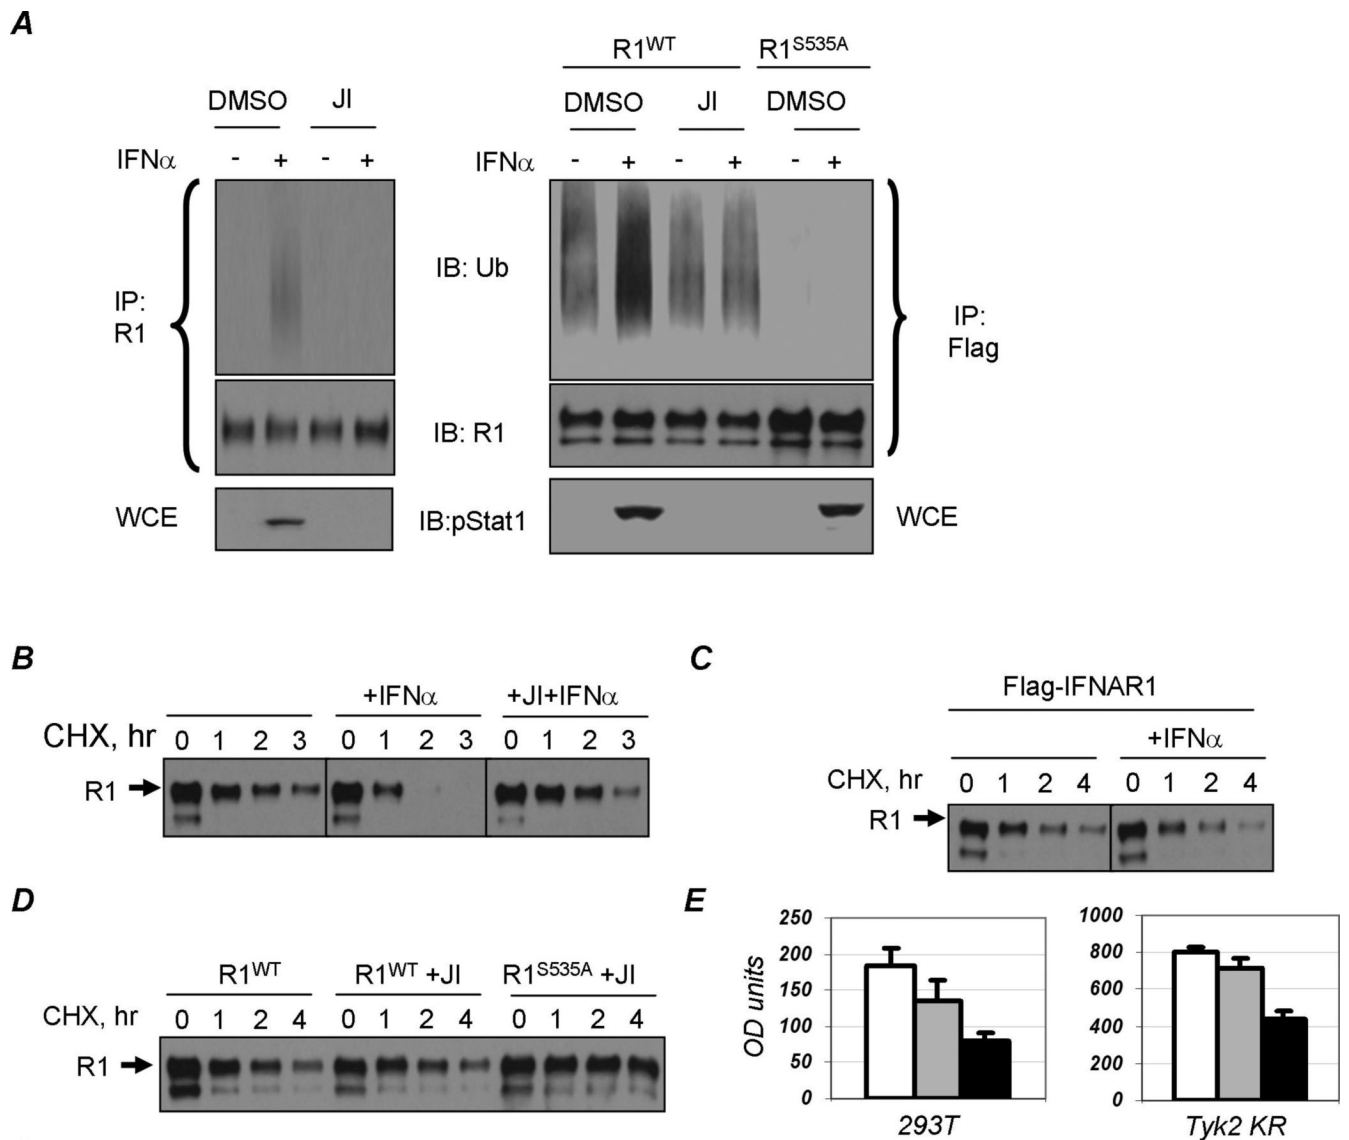 A
R1WT R1S535A
DMSO JI DMSO JI DMSO
IFNα - + - + IFNα - + - + - +
IP: R1
IB: Ub
IP: Flag
IB: R1
WCE IB:pStat1 WCE
B
+IFNα +JI+IFNα
CHX, hr 0 1 2 3 0 1 2 3 0 1 2 3
R1
C
Flag-IFNAR1
+IFNα
CHX, hr 0 1 2 4 0 1 2 4
R1
D
R1WT R1WT +JI R1S535A +JI
CHX, hr 0 1 2 4 0 1 2 4 0 1 2 4
R1
E
OD units
250
200
150
100
50
0
293T
1000
800
600
400
200
0
Tyk2 KR